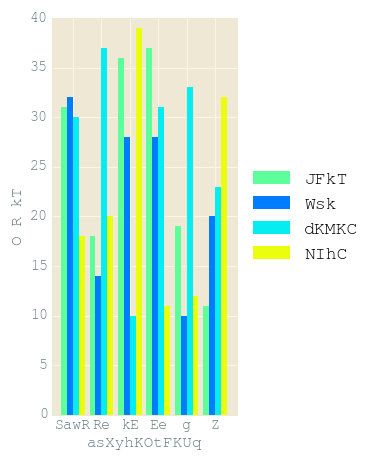 40
35
30
25
20
15
10
5
0
O R kT
SawR Re kE Ee g Z
asXyhKOtFKUq
JFkT
Wsk
dKMKC
NIhC